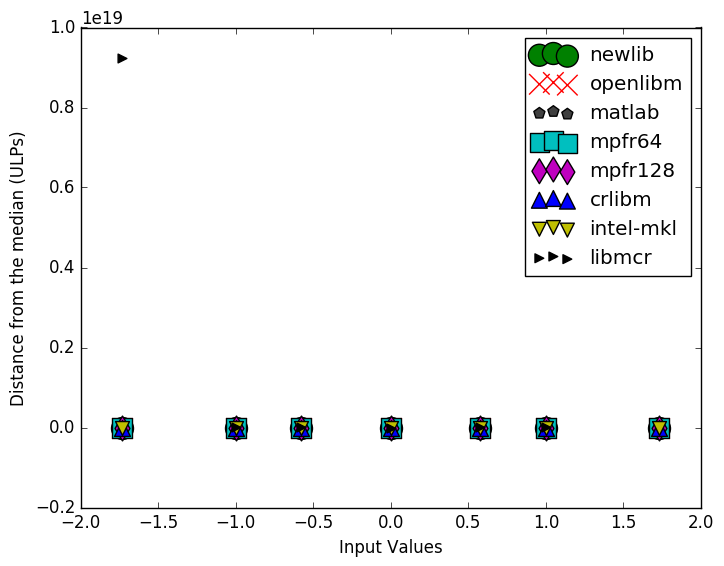 1e19
1.0
0.8
0.6
0.4
0.2
0.0
−0.2
−2.0 −1.5 −1.0 −0.5 0.0 0.5 1.0 1.5 2.0
Input Values
Distance from the median (ULPs)
newlib
openlibm
matlab
mpfr64
mpfr128
crlibm
intel-mkl
libmcr